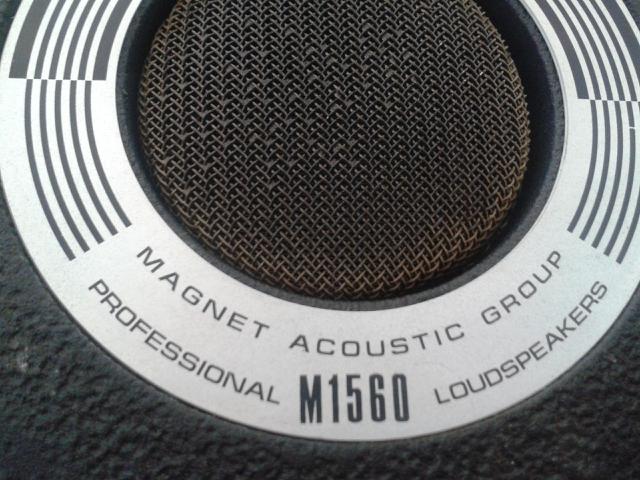 MAGNET ACOUSTIC GROUP
PROFESSIONAL M1560 LOUDSPEAKERS